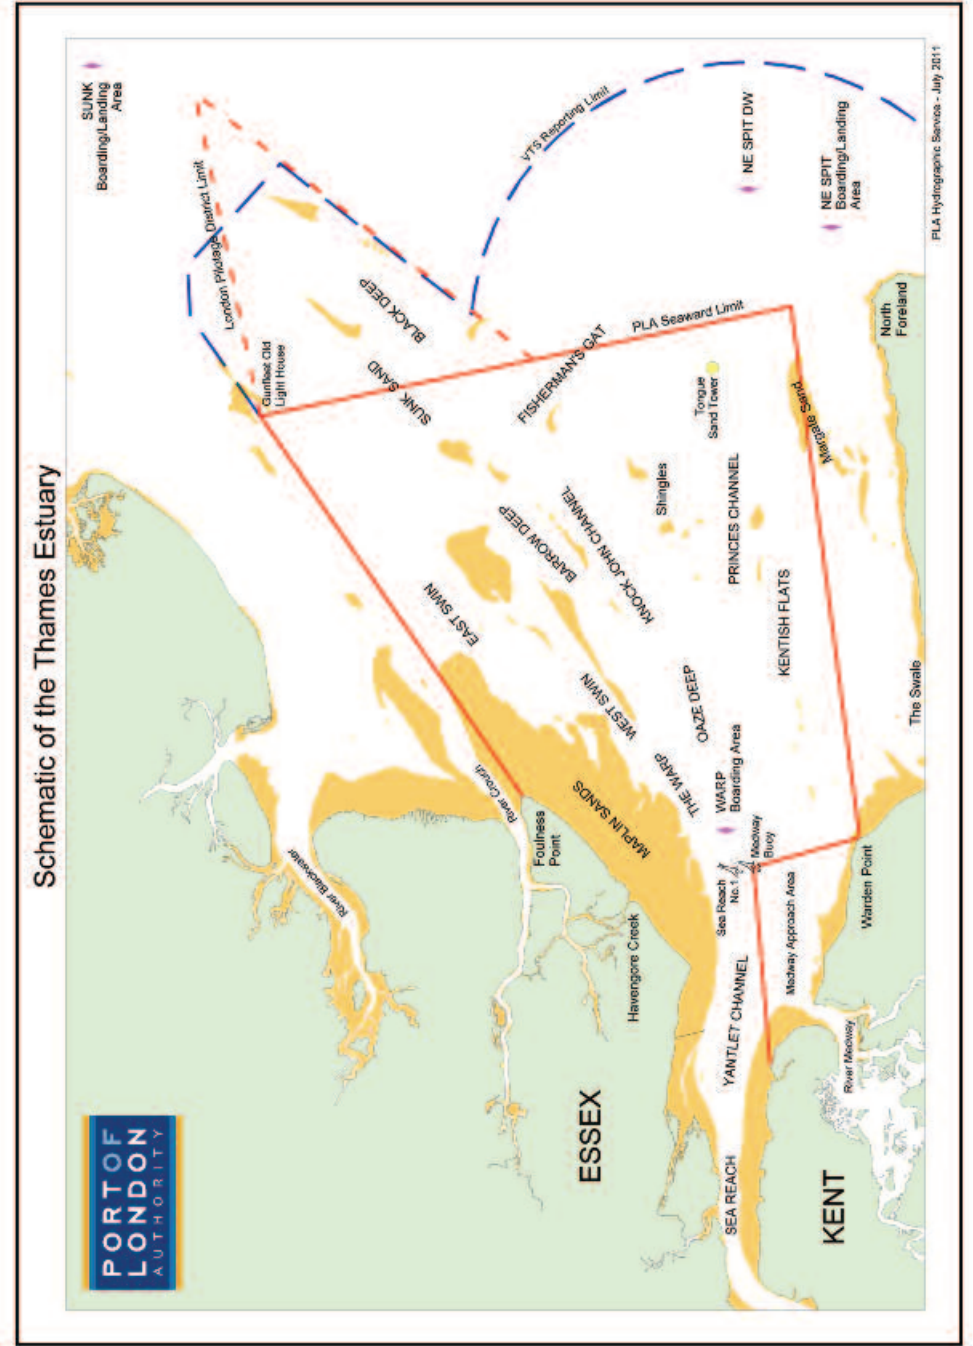 Schematic of the Thames Estuary
PORT OF
LONDON
AUTHORITY
SUNK
Boarding/Landing
Area
London Pilotage District Limit
VTS Reporting Limit
NE SPIT DW
NE SPIT
Boarding/Landing
Area
PLA Seaward Limit
Gunfleet Old
Light House
BLACK DEEP
SUNK SAND
FISHERMAN'S GAT
Tongue
Sand Tower
North
Foreland
Margate Sand
Shingles
PRINCES CHANNEL
KNOCK JOHN CHANNEL
BARROW DEEP
EAST SWIN
WEST SWIN
KENTISH FLATS
OAZE DEEP
THE WARP
WARP
Boarding Area
The Swale
MAPLIN SANDS
River Crouch
Foulness
Point
River Blackwater
Havengore Creek
Sea Reach
No.1
Medway
Buoy
Medway Approach Area
Warden Point
YANTLET CHANNEL
River Medway
ESSEX
SEA REACH
KENT
PLA Hydrographic Service - July 2011